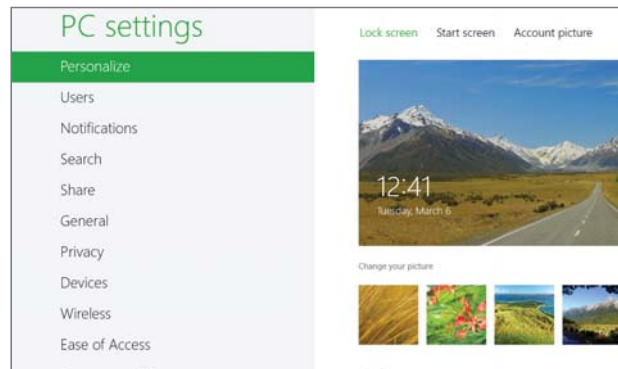 PC settings
Personalize
Users
Notifications
Search
Share
General
Privacy
Devices
Wireless
Ease of Access
Lock screen Start screen Account picture
12:41
Tuesday, March 6
Change your picture